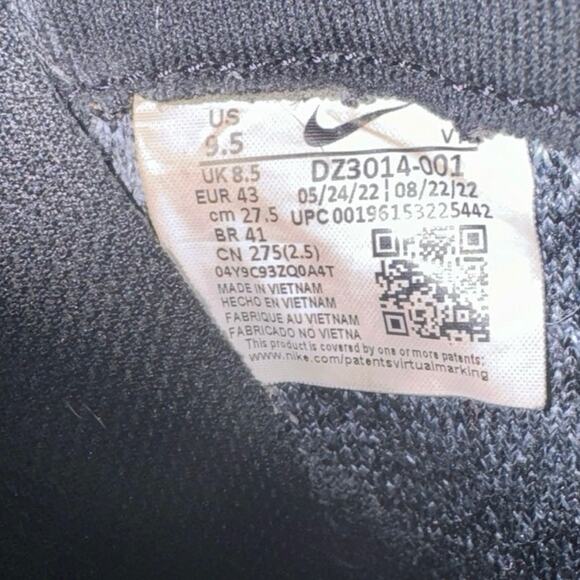 US
9.5
UK 8.5
DZ3014-001
EUR 43
05/24/22 | 08/22/22
cm 27.5
UPC 00196153225442
BR 41
CN 275(2.5)
04Y9C93ZQ0A4T
MADE IN VIETNAM
HECHO EN VIETNAM
FABRIQUE AU VIETNAM
FABRICADO NO VIETNA
This product is covered by one or more patents:
www.nike.com/patentsvirtualmarking